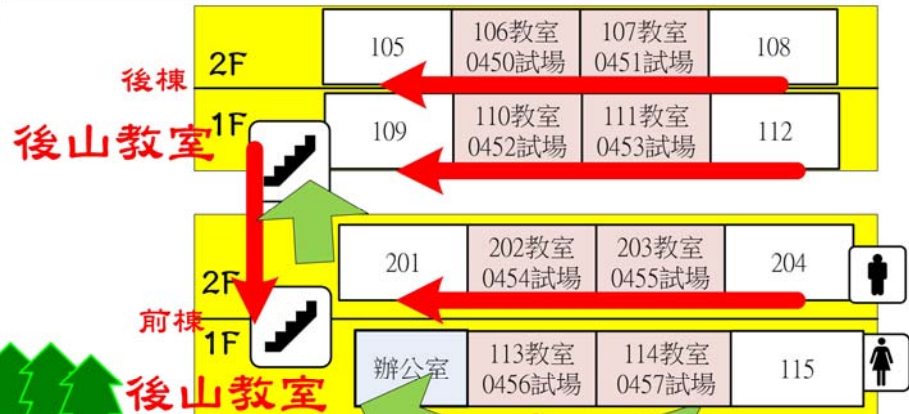 2F
105
106教室
0450試場
107教室
0451試場
108
後棟
1F
後山教室
109
110教室
0452試場
111教室
0453試場
112
2F
201
202教室
0454試場
203教室
0455試場
204
前棟
1F
辦公室
113教室
0456試場
114教室
0457試場
115
後山教室